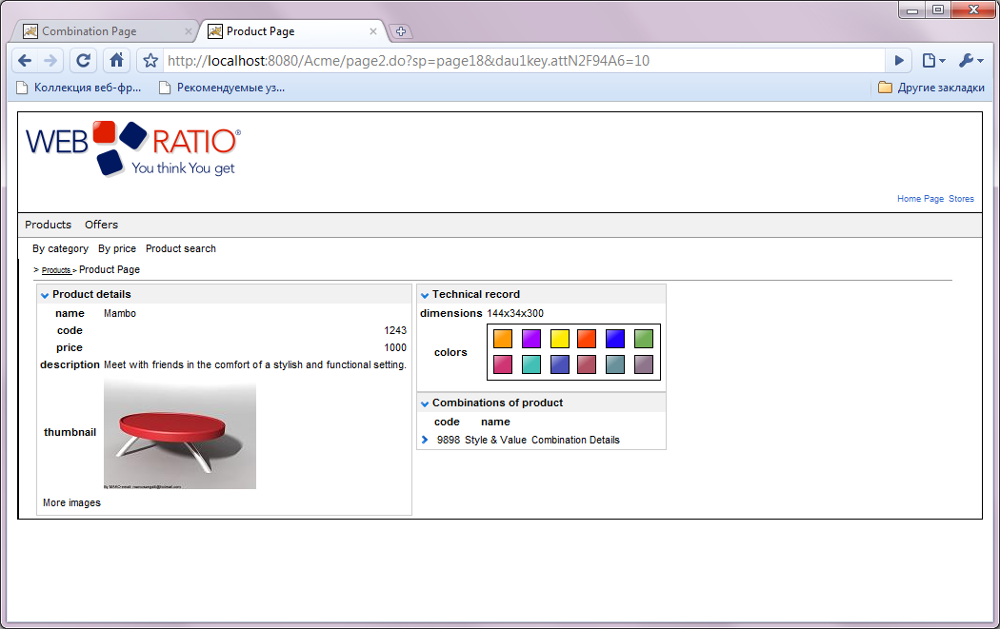 Combination Page
Product Page
http://localhost:8080/Acme/page2.do?sp=page18&dau1key.attN2F94A6=10
Коллекция веб-фр...
Рекомендуемые уз...
Другие закладки
WEB RATIO®
You think You get
Home Page Stores
Products Offers
By category By price Product search
> Products > Product Page
Product details
name Mambo
code 1243
price 1000
description Meet with friends in the comfort of a stylish and functional setting.
thumbnail
More images
Technical record
dimensions 144x34x300
colors
Combinations of product
code name
9898 Style & Value Combination Details